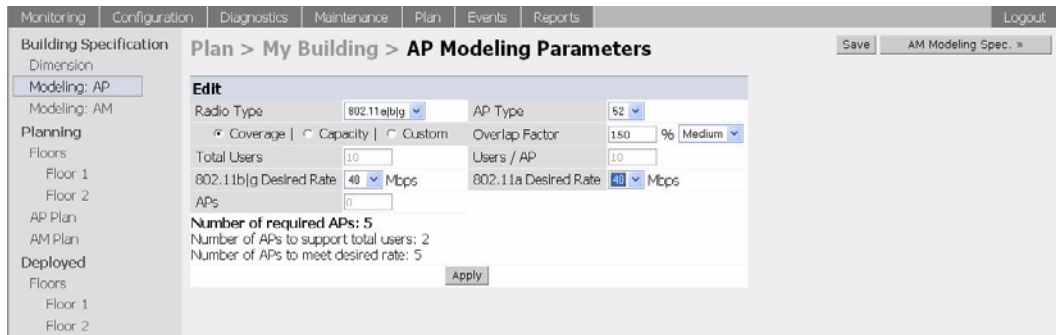 Monitoring Configuration Diagnostics Maintenance Plan Events Reports Logout
Building Specification
Dimension
Modeling: AP
Modeling: AM
Planning
Floors
Floor 1
Floor 2
AP Plan
AM Plan
Deployed
Floors
Floor 1
Floor 2
Plan > My Building > AP Modeling Parameters
Save AM Modeling Spec. »
Edit
Radio Type 802.11a|b|g AP Type 52
Coverage | Capacity | Custom Overlap Factor 150 % Medium
Total Users 10 Users / AP 10
802.11b|g Desired Rate 48 Mbps 802.11a Desired Rate 48 Mbps
APs 0
Number of required APs: 5
Number of APs to support total users: 2
Number of APs to meet desired rate: 5
Apply